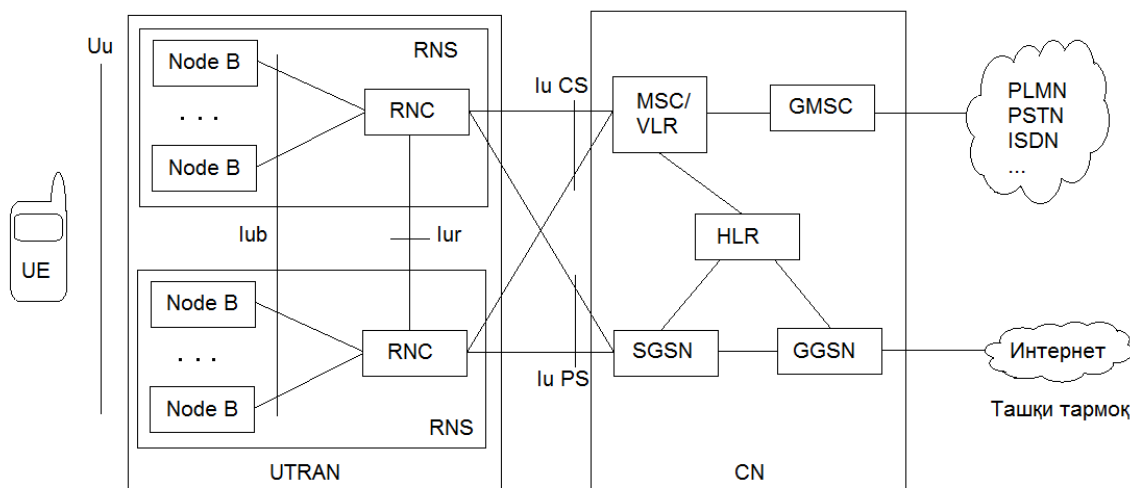 Uu
UE
RNS
Node B
. . .
Node B
RNC
Iub
Iur
Node B
. . .
Node B
RNC
RNS
UTRAN
Iu CS
Iu PS
MSC/
VLR
GMSC
HLR
SGSN
GGSN
CN
PLMN
PSTN
ISDN
...
Интернет
Ташқи тармоқ